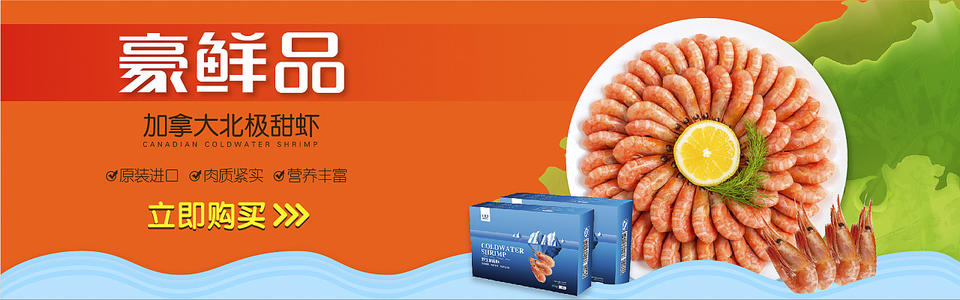 豪鲜品
加拿大北极甜虾
CANADIAN COLDWATER SHRIMP
原装进口 肉质紧实 营养丰富
立即购买
COLDWATER
SHRIMP